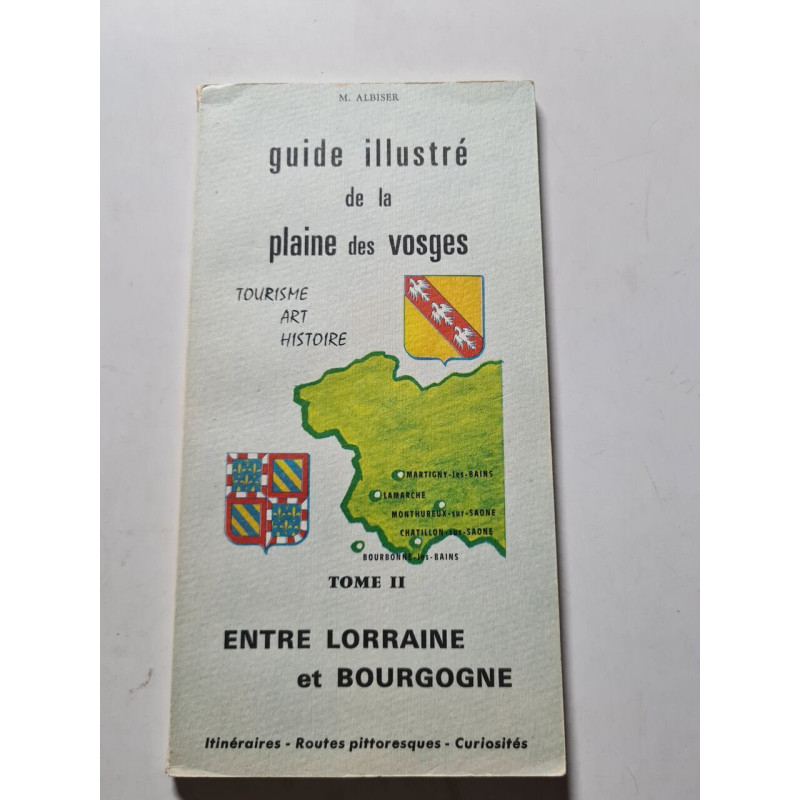 M. ALBISER
guide illustré
de la
plaine des vosges
TOURISME
ART
HISTOIRE
MARTIGNY-les-BAINS
LAMARCHE
MONTHUREUX-sur-SAONE
CHATILLON-sur-SAÔNE
BOURBONNE-les-BAINS
TOME II
ENTRE LORRAINE
et BOURGOGNE
Itinéraires - Routes pittoresques - Curiosités